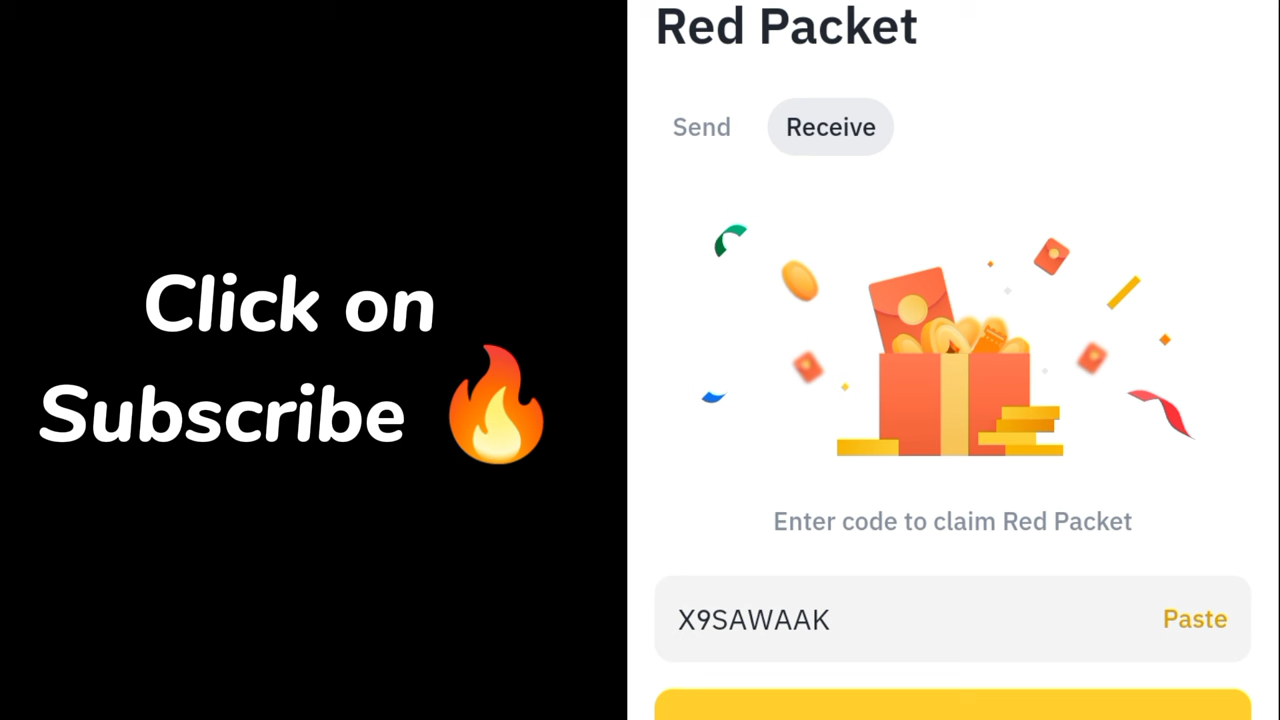 Click on
Subscribe 🔥
Red Packet
Send
Receive
Enter code to claim Red Packet
X9SAWAAK
Paste